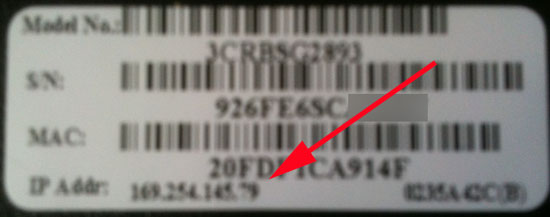 Model No.:
3CRBSG2893
S/N:
926FE6SC
MAC:
IP Addr: 169.254.145.79 0235A42C(B)